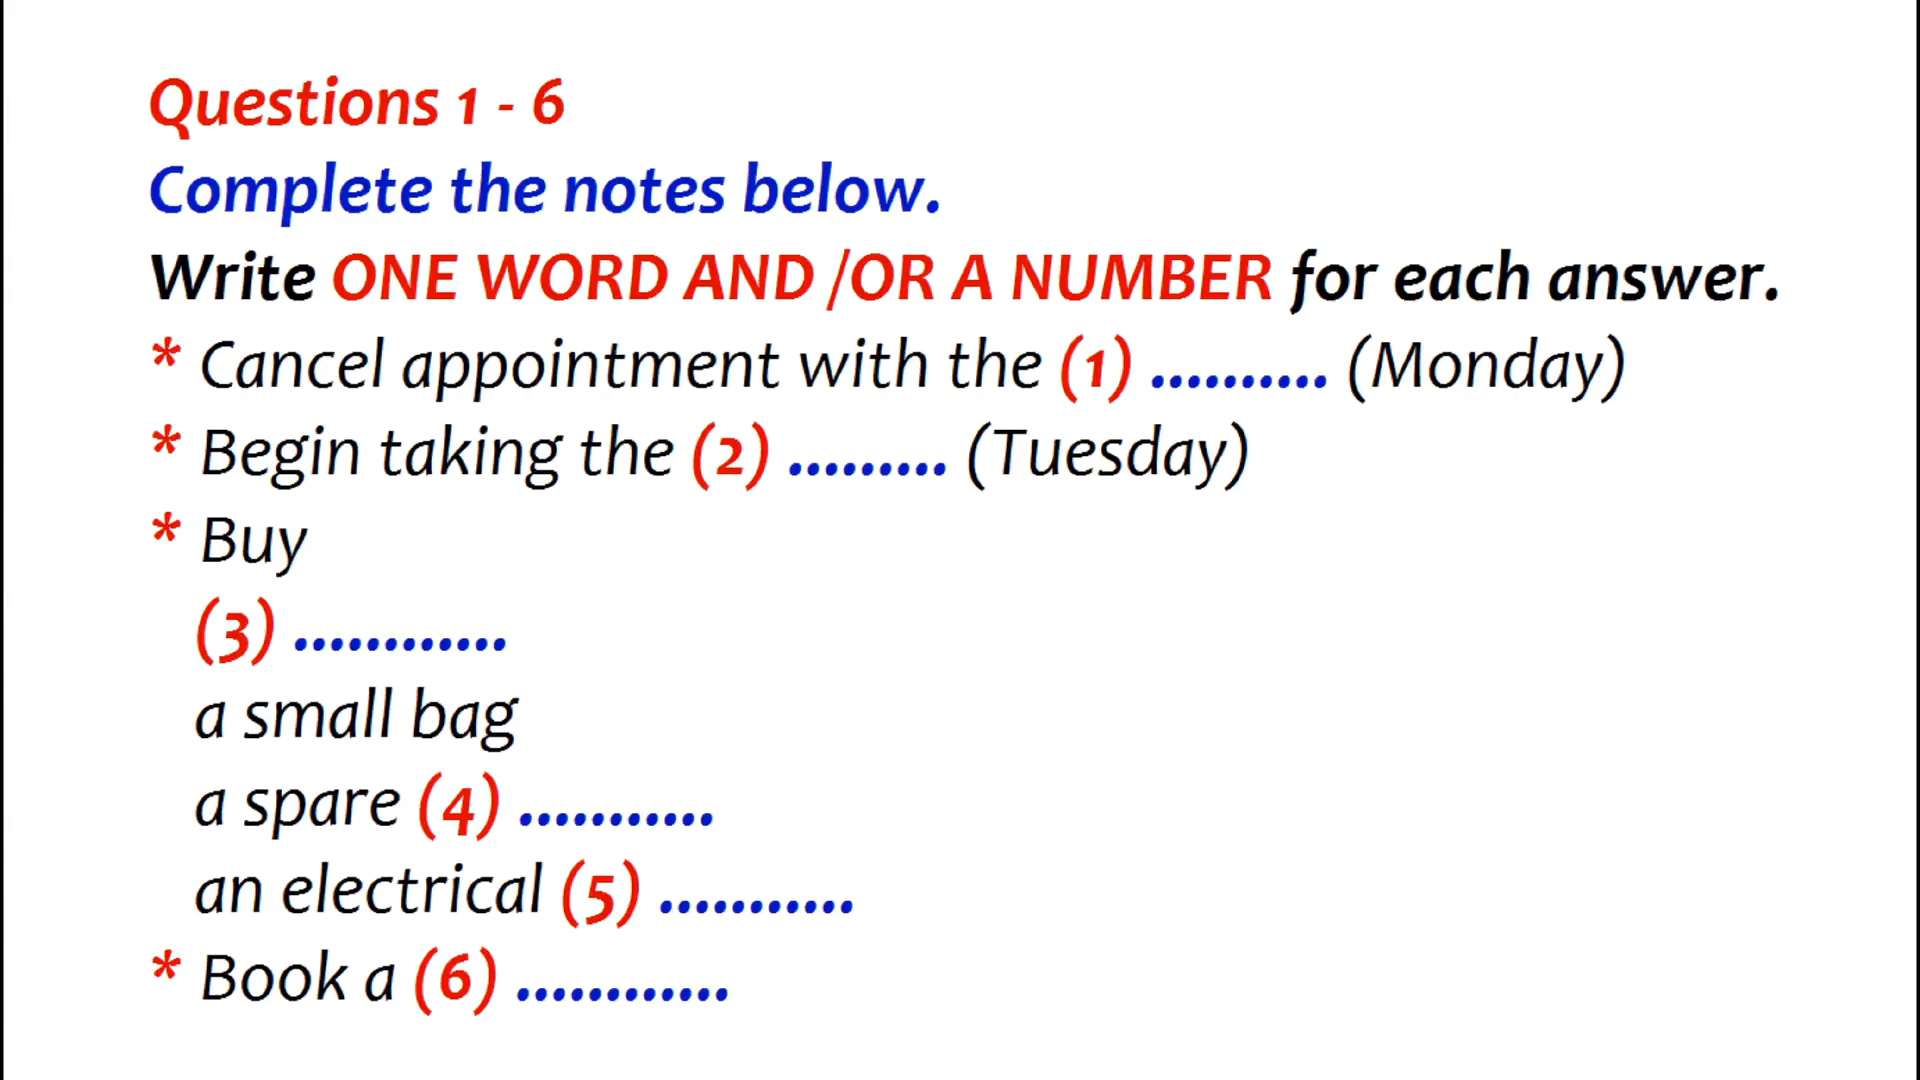 Questions 1 - 6
Complete the notes below.
Write ONE WORD AND /OR A NUMBER for each answer.
* Cancel appointment with the (1) .......... (Monday)
* Begin taking the (2) ......... (Tuesday)
* Buy
(3) ............
a small bag
a spare (4) ...........
an electrical (5) ...........
* Book a (6) ............